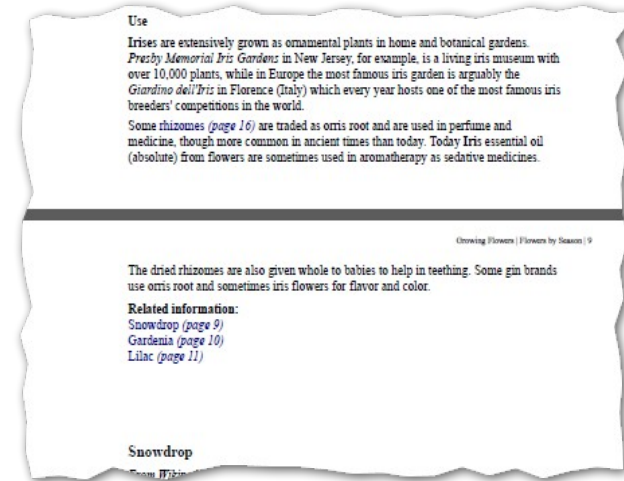 Use
Irises are extensively grown as ornamental plants in home and botanical gardens.
Presby Memorial Iris Gardens in New Jersey, for example, is a living iris museum with
over 10,000 plants, while in Europe the most famous iris garden is arguably the
Giardino dell'Iris in Florence (Italy) which every year hosts one of the most famous iris
breeders' competitions in the world.
Some rhizomes (page 16) are traded as orris root and are used in perfume and
medicine, though more common in ancient times than today. Today Iris essential oil
(absolute) from flowers are sometimes used in aromatherapy as sedative medicines.
Growing Flowers | Flowers by Season | 9
The dried rhizomes are also given whole to babies to help in teething. Some gin brands
use orris root and sometimes iris flowers for flavor and color.
Related information:
Snowdrop (page 9)
Gardenia (page 10)
Lilac (page 11)
Snowdrop
From